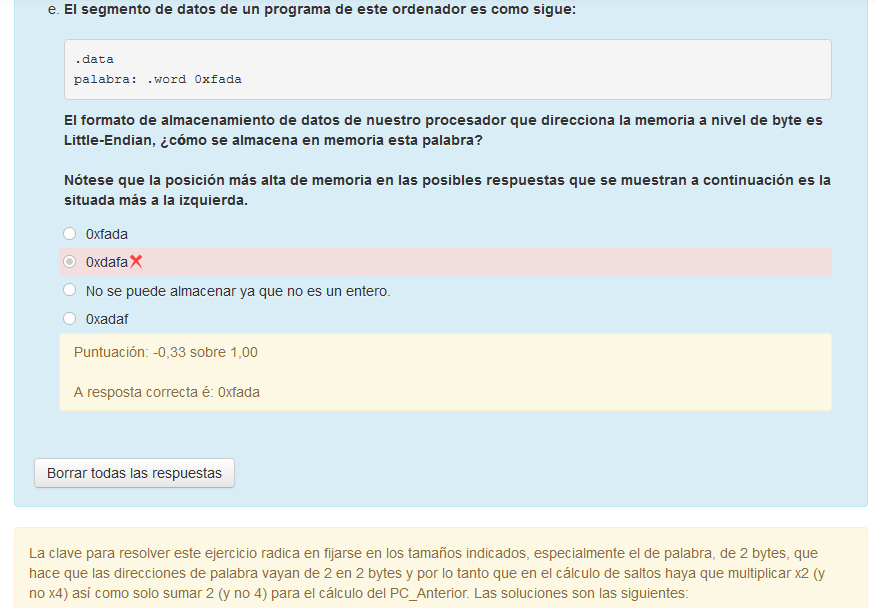 e. El segmento de datos de un programa de este ordenador es como sigue:
.data
palabra: .word 0xfada
El formato de almacenamiento de datos de nuestro procesador que direcciona la memoria a nivel de byte es
Little-Endian, ¿cómo se almacena en memoria esta palabra?
Nótese que la posición más alta de memoria en las posibles respuestas que se muestran a continuación es la
situada más a la izquierda.
0xfada
0xdafa
No se puede almacenar ya que no es un entero.
0xadaf
Puntuación: -0,33 sobre 1,00
A resposta correcta é: 0xfada
Borrar todas las respuestas
La clave para resolver este ejercicio radica en fijarse en los tamaños indicados, especialmente el de palabra, de 2 bytes, que
hace que las direcciones de palabra vayan de 2 en 2 bytes y por lo tanto que en el cálculo de saltos haya que multiplicar x2 (y
no x4) así como solo sumar 2 (y no 4) para el cálculo del PC_Anterior. Las soluciones son las siguientes: